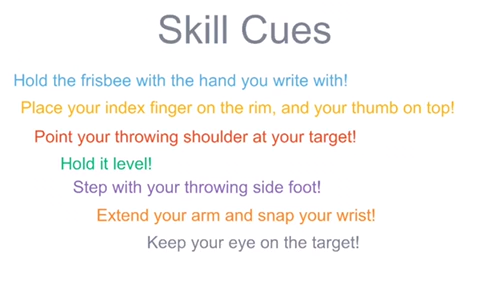 Skill Cues
Hold the frisbee with the hand you write with!
Place your index finger on the rim, and your thumb on top!
Point your throwing shoulder at your target!
Hold it level!
Step with your throwing side foot!
Extend your arm and snap your wrist!
Keep your eye on the target!